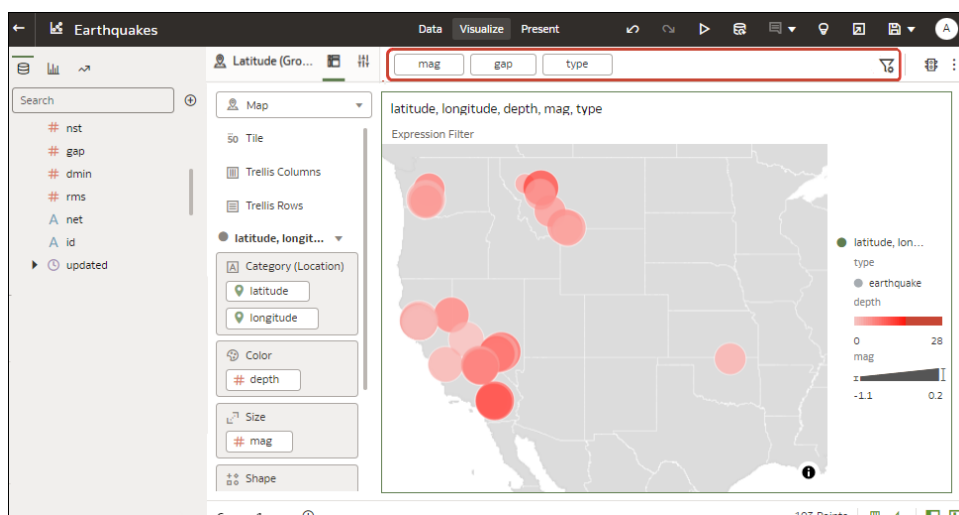 Earthquakes
Data Visualize Present
A
Latitude (Gro...
mag gap type
Search
# nst
# gap
# dmin
# rms
A net
A id
updated
Map
50 Tile
Trellis Columns
Trellis Rows
latitude, longit...
A Category (Location)
latitude
longitude
Color
# depth
Size
# mag
Shape
latitude, longitude, depth, mag, type
Expression Filter
latitude, lon...
type
earthquake
depth
0 28
mag
-1.1 0.2